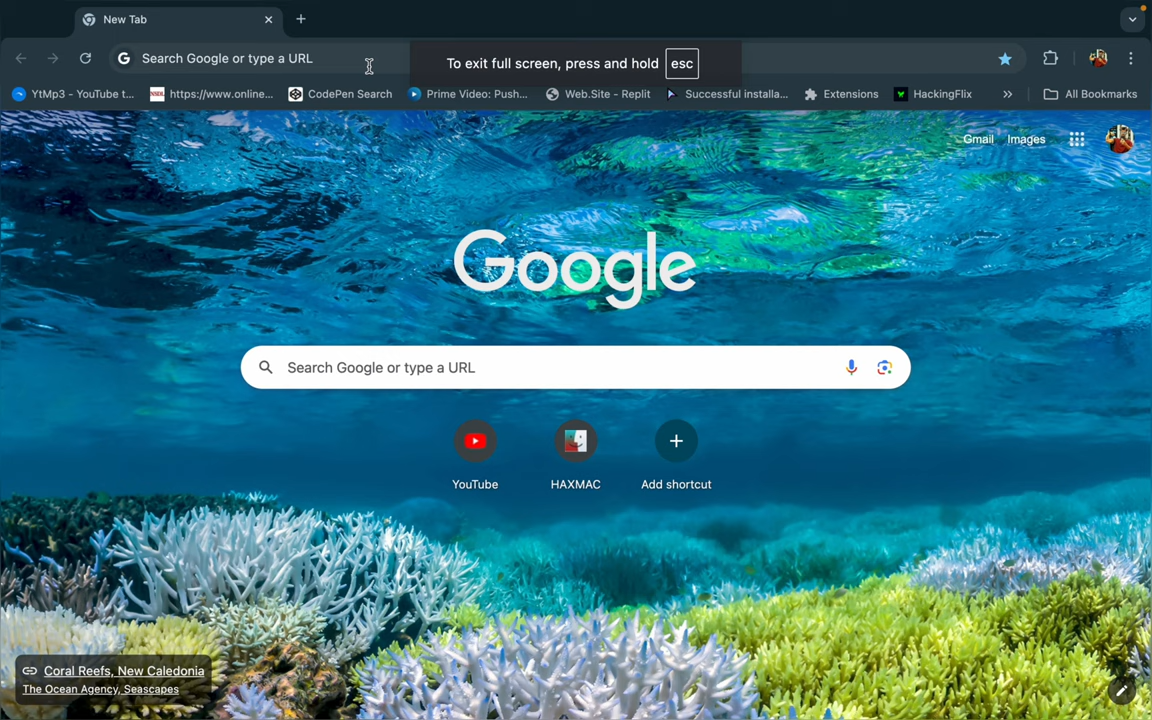 New Tab
Search Google or type a URL
To exit full screen, press and hold esc
YtMp3 - YouTube t...
NSDL https://www.online...
CodePen Search
Prime Video: Push...
Web.Site - Replit
Successful installa...
Extensions
HackingFlix
All Bookmarks
Gmail Images
Google
Search Google or type a URL
YouTube
HAXMAC
Add shortcut
Coral Reefs, New Caledonia
The Ocean Agency, Seascapes